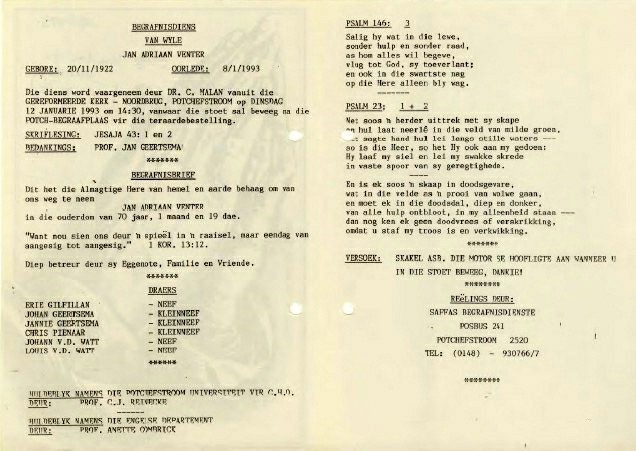 BEGRAFNISDIENS
VAN WYLE
JAN ADRIAAN VENTER
GEBORE: 20/11/1922 OORLEDE: 8/1/1993
Die diens word waargeneem deur DR. C. MALAN vanuit die
GEREFORMEERDE KERK - NOORDBRUG, POTCHEFSTROOM op DINSDAG
12 JANUARIE 1993 om 14:30, vanwaar die stoet sal beweeg na die
POTCH-BEGRAAFPLAAS vir die teraardebestelling.
SKRIFLESING: JESAJA 43: 1 en 2
BEDANKINGS: PROF. JAN GEERTSEMA
*******
BEGRAFNISBRIEF
Dit het die Almagtige Here van hemel en aarde behaag om van
ons weg te neem
JAN ADRIAAN VENTER
in die ouderdom van 70 jaar, 1 maand en 19 dae.
"Want nou sien ons deur 'n spieël in 'n raaisel, maar eendag van
aangesig tot aangesig." 1 KOR. 13:12.
Diep betreur deur sy Eggenote, Familie en Vriende.
*******
DRAERS
ERIE GILFILLAN - NEEF
JOHAN GEERTSEMA - KLEINNEEF
JANNIE GEERTSEMA - KLEINNEEF
CHRIS PIENAAR - KLEINNEEF
JOHANN V.D. WATT - NEEF
LOUIS V.D. WATT - NEEF
******
HULDEBLYK NAMENS DIE POTCHEFSTROOM UNIVERSITEIT VIR C.H.O.
DEUR: PROF. C.J. REINECKE
------
HULDEBLYK NAMENS DIE ENGELSE DEPARTEMENT
DEUR: PROF. ANETTE COMBRINK
PSALM 146: 3
Salig hy wat in die lewe,
sonder hulp en sonder raad,
as hom alles wil begewe,
vlug tot God, sy toeverlaat;
en ook in die swartste nag
op die Here alleen bly wag.
--------
PSALM 23: 1 + 2
Net soos 'n herder uittrek met sy skape
en hul laat neerlê in die veld van milde groen,
met sagte hand hul lei langs stille waters ---
so is die Heer, so het Hy ook aan my gedoen:
Hy laaf my siel en lei my swakke skrede
in vaste spoor van sy geregtighede.
-----
En is ek soos 'n skaap in doodsgevare,
wat in die velde as 'n prooi van wolwe gaan,
en moet ek in die doodsdal, diep en donker,
van alle hulp ontbloot, in my alleenheid staan ---
dan nog ken ek geen doodvrees of verskrikking,
omdat u staf my troos is en verkwikking.
*******
VERSOEK: SKAKEL ASB. DIE MOTOR SE HOOFLIGTE AAN WANNEER U
IN DIE STOET BEWEEG, DANKIE!
********
REËLINGS DEUR:
SAFFAS BEGRAFNISDIENSTE
POSBUS 241
POTCHEFSTROOM 2520
TEL: (0148) - 930766/7
********